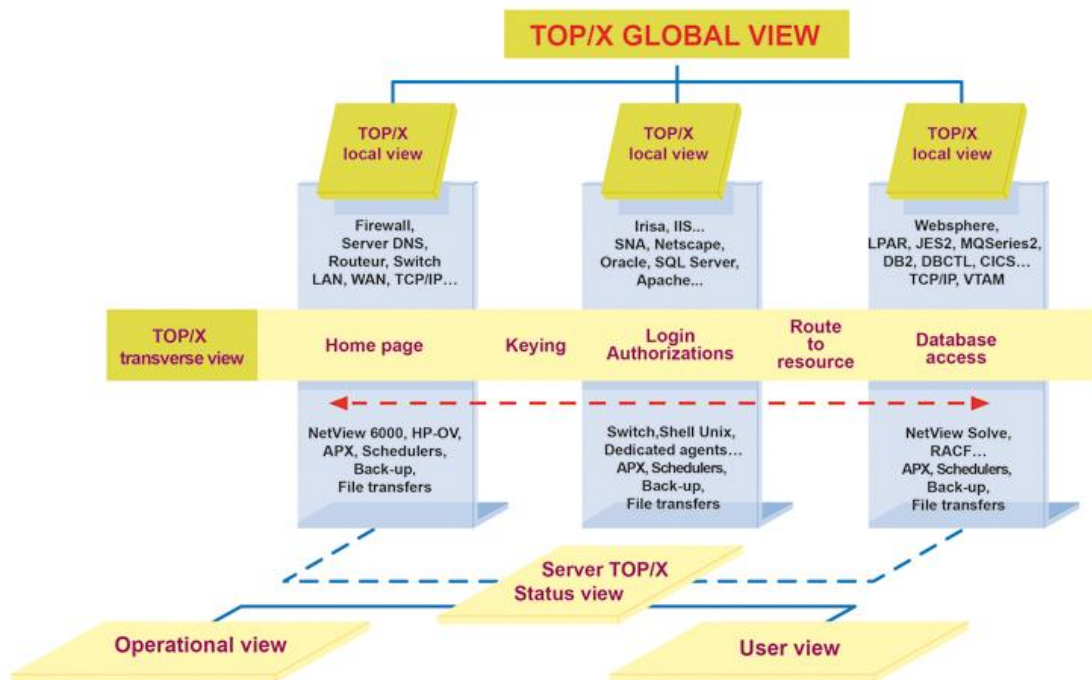 TOP/X GLOBAL VIEW
TOP/X
local view
TOP/X
local view
TOP/X
local view
Firewall,
Server DNS,
Routeur, Switch
LAN, WAN, TCP/IP...
Irisa, IIS...
SNA, Netscape,
Oracle, SQL Server,
Apache...
Websphere,
LPAR, JES2, MQSeries2,
DB2, DBCTL, CICS...
TCP/IP, VTAM
TOP/X
transverse view
Home page
Keying
Login
Authorizations
Route
to
resource
Database
access
NetView 6000, HP-OV,
APX, Schedulers,
Back-up,
File transfers
Switch,Shell Unix,
Dedicated agents...
APX, Schedulers,
Back-up,
File transfers
NetView Solve,
RACF...
APX, Schedulers,
Back-up,
File transfers
Server TOP/X
Status view
Operational view
User view